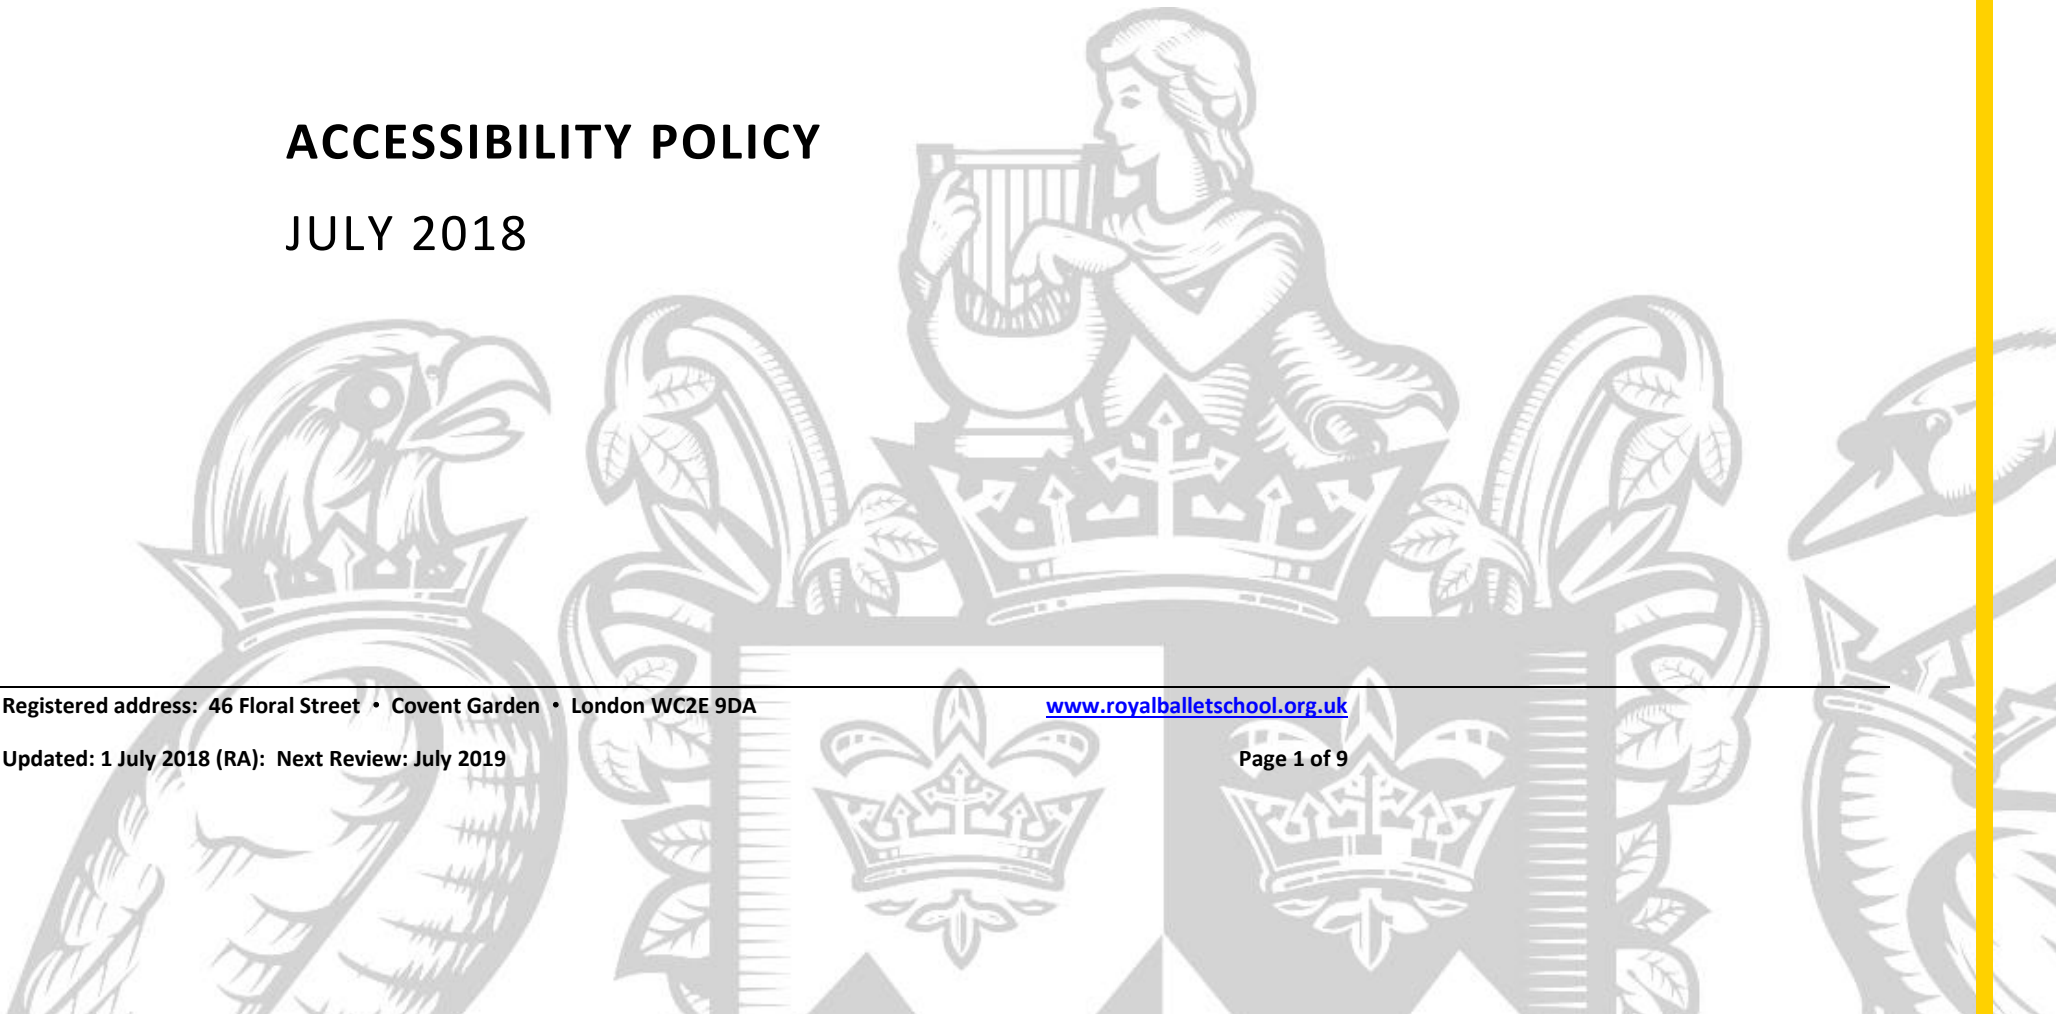 ACCESSIBILITY POLICY
JULY 2018
Registered address: 46 Floral Street • Covent Garden • London WC2E 9DA www.royalballetschool.org.uk
Updated: 1 July 2018 (RA): Next Review: July 2019 Page 1 of 9